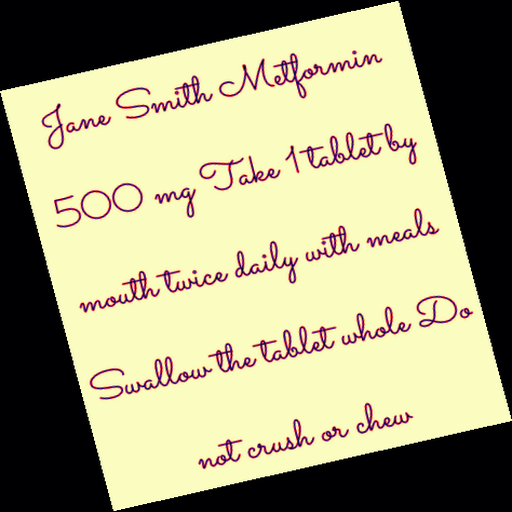 Jane Smith Metformin
500 mg Take 1 tablet by
mouth twice daily with meals
Swallow the tablet whole Do
not crush or chew